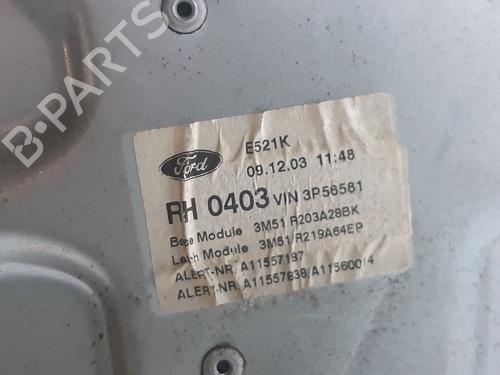 B-PARTS
Ford
E521K
09.12.03 11:48
RH 0403 VIN 3P56581
Base Module 3M51 R203A28BK
Latch Module 3M51 R219A64EP
ALERT-NR. A11557187
ALERT-NR. A11557838/A11560014